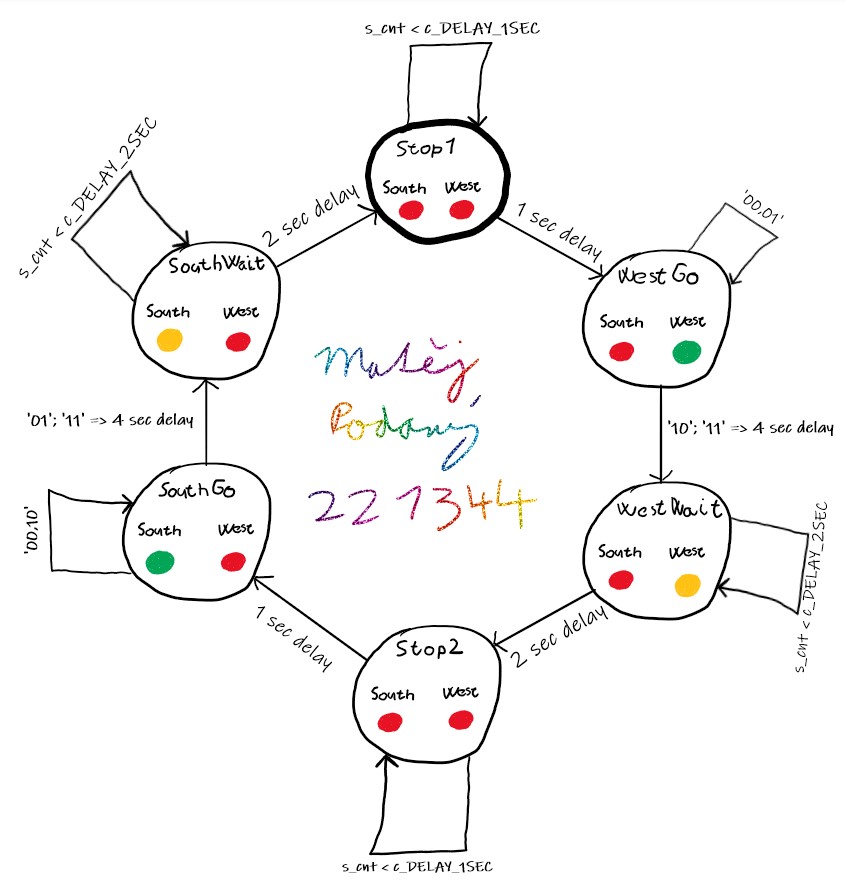 s_cnt < c_DELAY_1SEC
Stop1
South West
s_cnt < c_DELAY_2SEC
2 sec delay
1 sec delay
'00,01'
SouthWait
South West
WestGo
South West
Matěj
Podaný
221344
'01'; '11' => 4 sec delay
'10'; '11' => 4 sec delay
SouthGo
South West
'00,10'
WestWait
South West
s_cnt < c_DELAY_2SEC
1 sec delay
2 sec delay
Stop2
South West
s_cnt < c_DELAY_1SEC